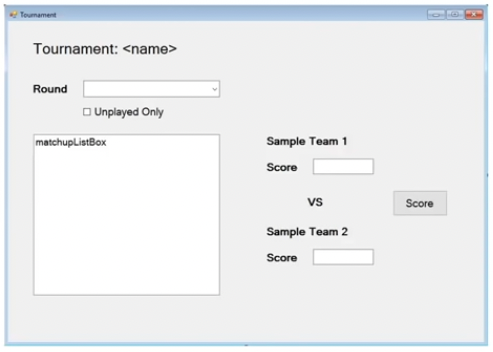 Tournament
Tournament: <name>
Round
Unplayed Only
matchupListBox
Sample Team 1
Score
VS
Score
Sample Team 2
Score